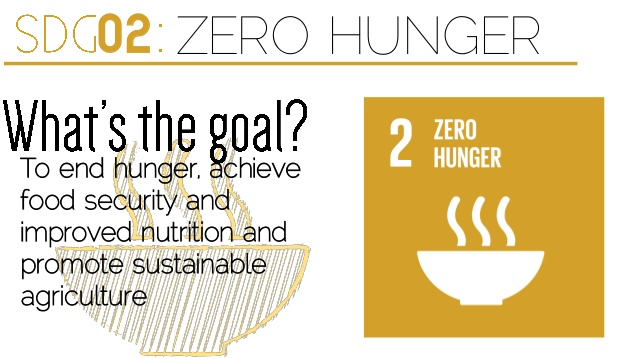 SDG02: ZERO HUNGER
What's the goal?
To end hunger, achieve
food security and
improved nutrition and
promote sustainable
agriculture
2 ZERO
HUNGER